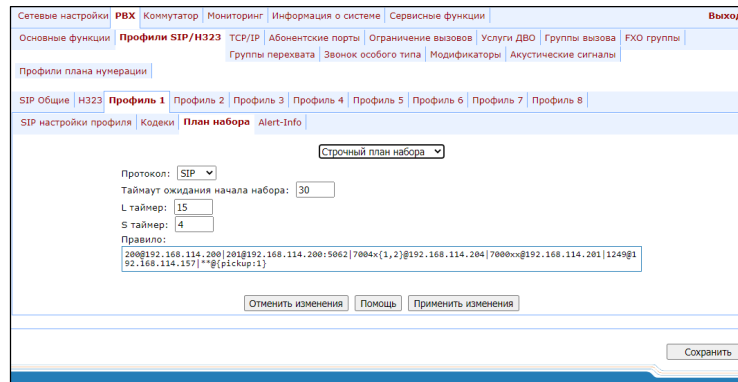 Сетевые настройки PBX Коммутатор Мониторинг Информация о системе Сервисные функции Выход
Основные функции Профили SIP/H323 TCP/IP Абонентские порты Ограничение вызовов Услуги ДВО Группы вызова FXO группы
Группы перехвата Звонок особого типа Модификаторы Акустические сигналы
Профили плана нумерации
SIP Общие H323 Профиль 1 Профиль 2 Профиль 3 Профиль 4 Профиль 5 Профиль 6 Профиль 7 Профиль 8
SIP настройки профиля Кодеки План набора Alert-Info
Строчный план набора
Протокол: SIP
Таймаут ожидания начала набора: 30
L таймер: 15
S таймер: 4
Правило:
200@192.168.114.200|201@192.168.114.200:5062|7004x{1,2}@192.168.114.204|7000xx@192.168.114.201|1249@1
92.168.114.157|**@{pickup:1}
Отменить изменения Помощь Применить изменения
Сохранить